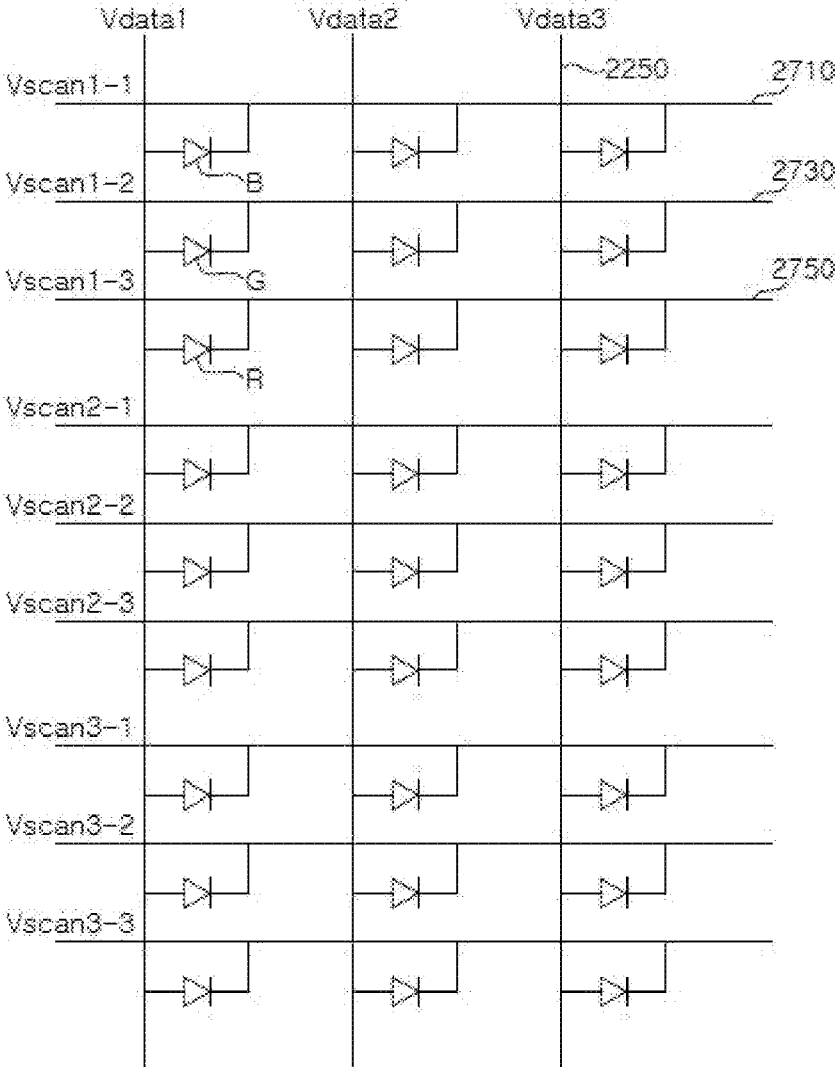 Vdata1 Vdata2 Vdata3
2250
2710
Vscan1-1
B
2730
Vscan1-2
G
2750
Vscan1-3
R
Vscan2-1
Vscan2-2
Vscan2-3
Vscan3-1
Vscan3-2
Vscan3-3